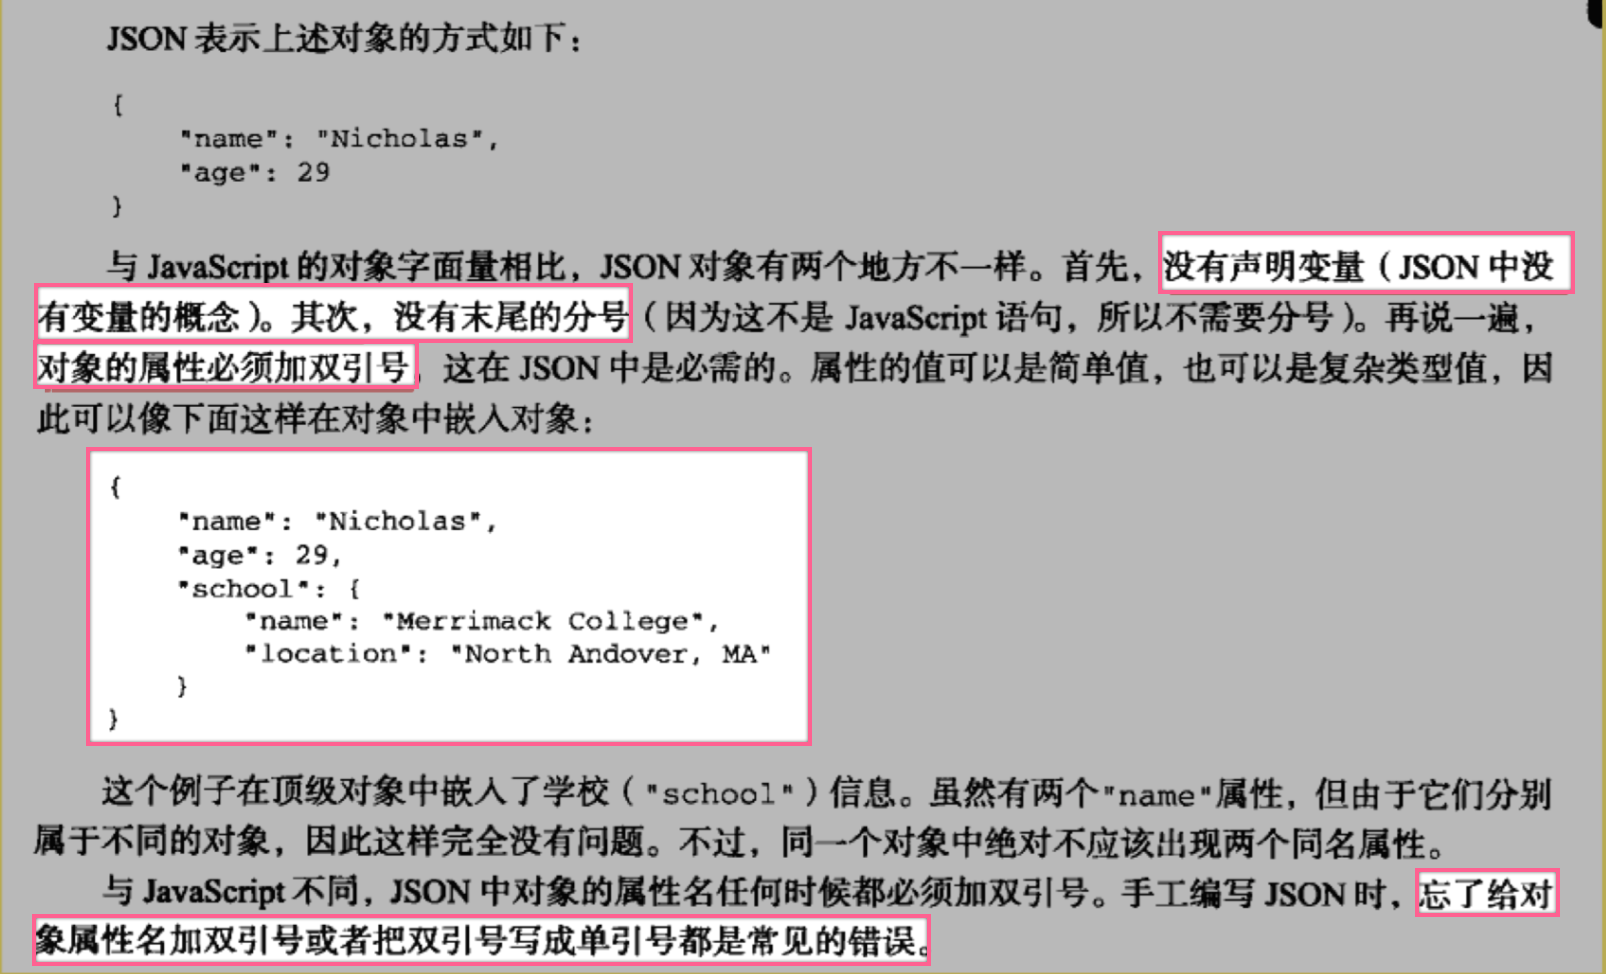 JSON 表示上述对象的方式如下：
{
"name": "Nicholas",
"age": 29
}
与 JavaScript 的对象字面量相比，JSON 对象有两个地方不一样。首先，没有声明变量（JSON 中没
有变量的概念）。其次，没有末尾的分号（因为这不是 JavaScript 语句，所以不需要分号）。再说一遍，
对象的属性必须加双引号，这在 JSON 中是必需的。属性的值可以是简单值，也可以是复杂类型值，因
此可以像下面这样在对象中嵌入对象：
{
"name": "Nicholas",
"age": 29,
"school": {
"name": "Merrimack College",
"location": "North Andover, MA"
}
}
这个例子在顶级对象中嵌入了学校（"school"）信息。虽然有两个"name"属性，但由于它们分别
属于不同的对象，因此这样完全没有问题。不过，同一个对象中绝对不应该出现两个同名属性。
与 JavaScript 不同，JSON 中对象的属性名任何时候都必须加双引号。手工编写 JSON 时，忘了给对
象属性名加双引号或者把双引号写成单引号都是常见的错误。